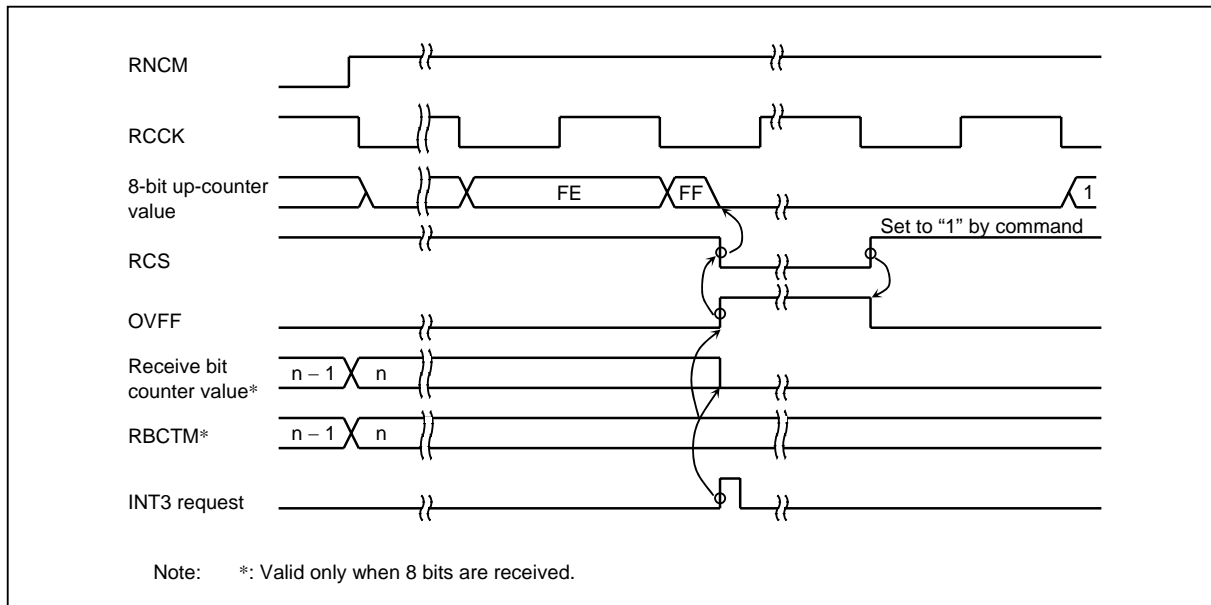 RNCM
RCCK
8-bit up-counter
value
FE
FF
1
Set to “1” by command
RCS
OVFF
Receive bit
counter value*
n – 1
n
RBCTM*
n – 1
n
INT3 request
Note: *: Valid only when 8 bits are received.